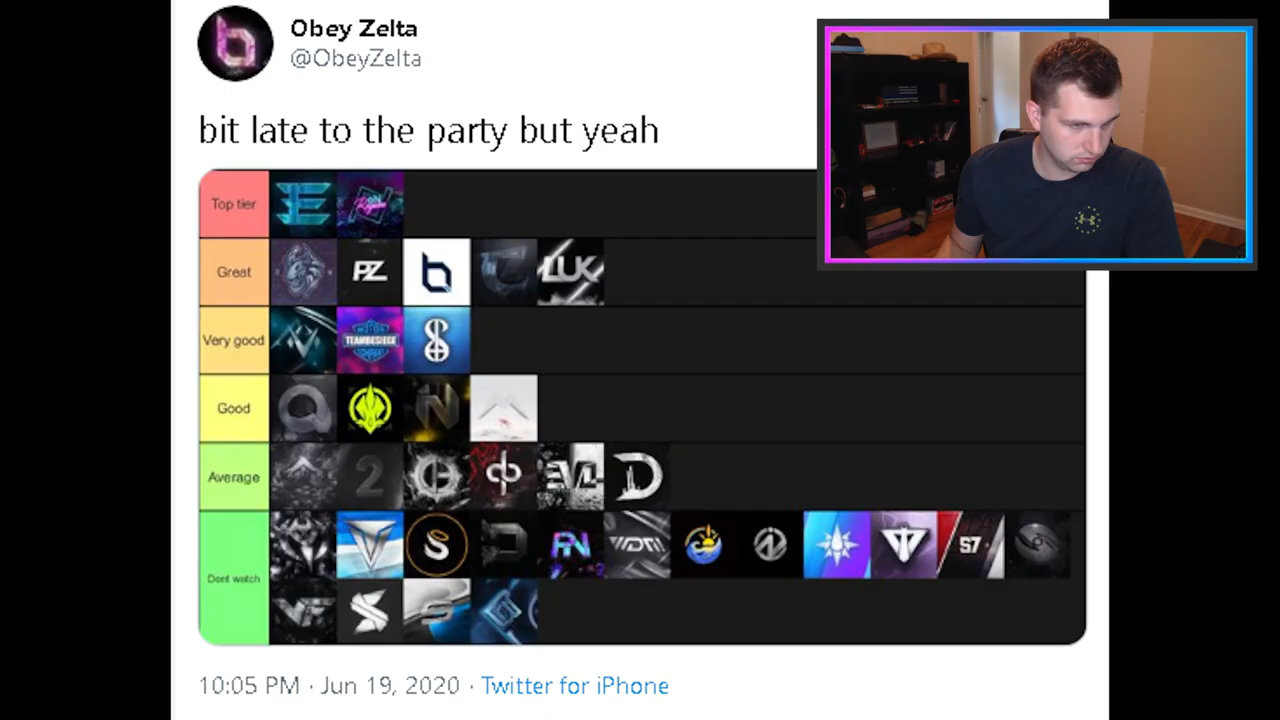 Obey Zelta
@ObeyZelta
bit late to the party but yeah
Top tier
Great
PZ
LUK
Very good
TEAMBESIEGE
Good
Average
2
Dont watch
S7
10:05 PM · Jun 19, 2020 · Twitter for iPhone